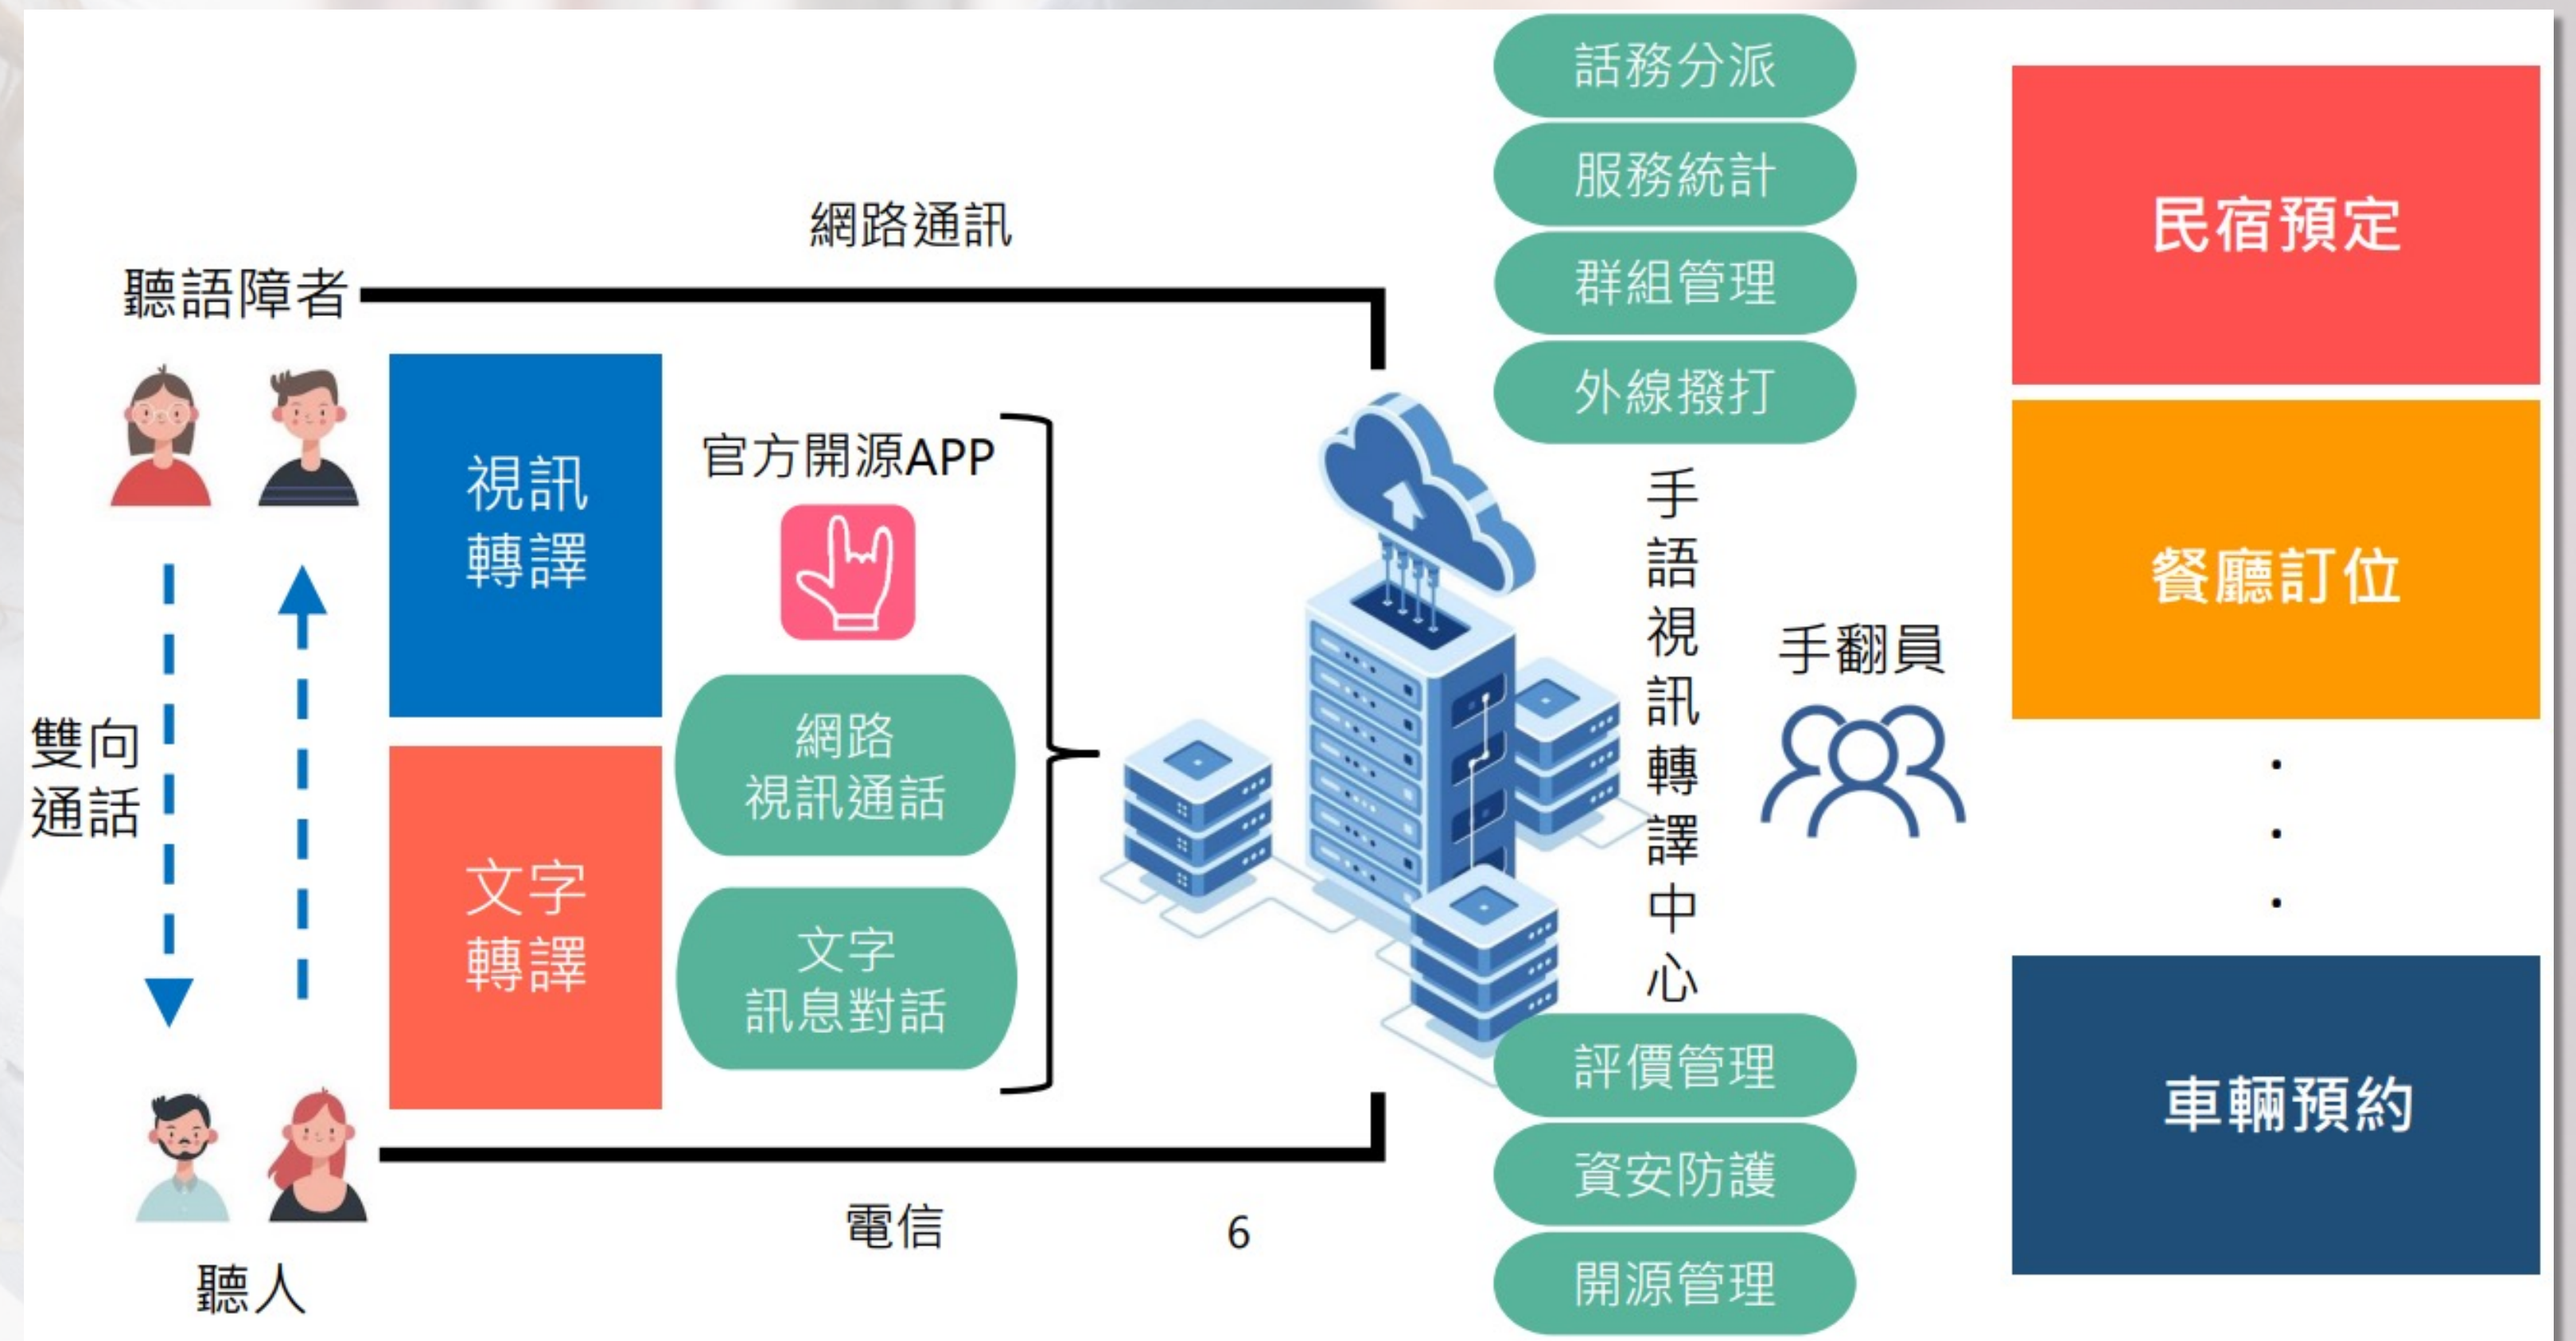 網路通訊
聽語障者
雙向
通話
聽人
視訊
轉譯
文字
轉譯
官方開源APP
網路
視訊通話
文字
訊息對話
電信
6
話務分派
服務統計
群組管理
外線撥打
手語視訊轉譯中心
手翻員
評價管理
資安防護
開源管理
民宿預定
餐廳訂位
車輛預約